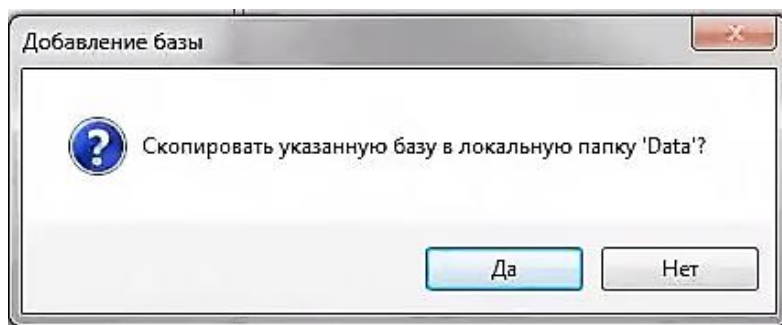 Добавление базы
Скопировать указанную базу в локальную папку 'Data'?
Да
Нет